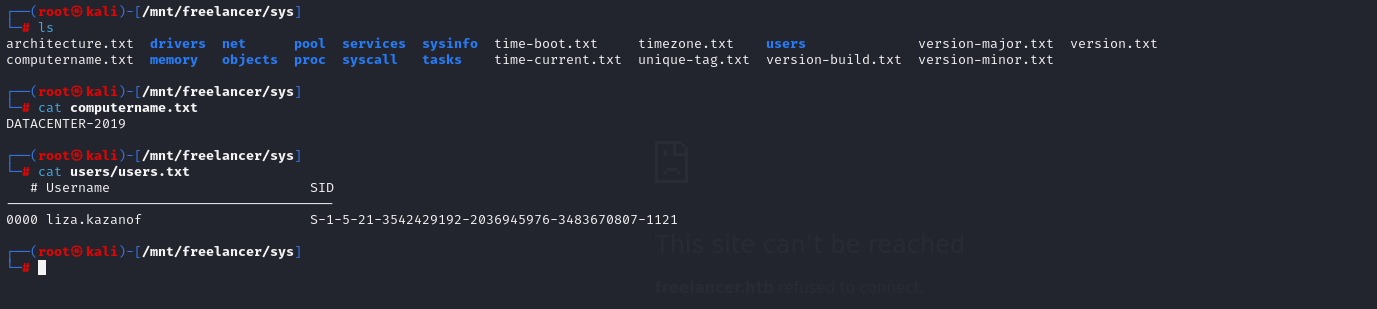 ┌──(root㉿kali)-[/mnt/freelancer/sys]
└─# ls
architecture.txt  drivers  net      pool  services  sysinfo  time-boot.txt     timezone.txt    users              version-major.txt  version.txt
computername.txt  memory   objects  proc  syscall   tasks    time-current.txt  unique-tag.txt  version-build.txt  version-minor.txt
┌──(root㉿kali)-[/mnt/freelancer/sys]
└─# cat computername.txt
DATACENTER-2019
┌──(root㉿kali)-[/mnt/freelancer/sys]
└─# cat users/users.txt
   # Username                         SID
-----------------------------------------
0000 liza.kazanof                     S-1-5-21-3542429192-2036945976-3483670807-1121
┌──(root㉿kali)-[/mnt/freelancer/sys]
└─#
This site can't be reached
freelancer.htb refused to connect.